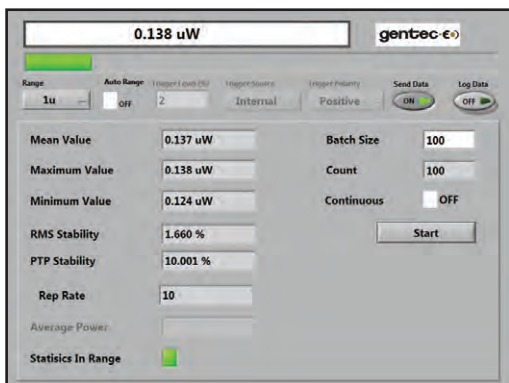 0.138 uW
gentec-EO
Range
Auto Range
Trigger Level (%)
Trigger Source
Trigger Polarity
Send Data
Log Data
1u
OFF
2
Internal
Positive
ON
OFF
Mean Value
0.137 uW
Batch Size
100
Maximum Value
0.138 uW
Count
100
Minimum Value
0.124 uW
Continuous
OFF
RMS Stability
1.660 %
Start
PTP Stability
10.001 %
Rep Rate
10
Average Power
Statisics In Range